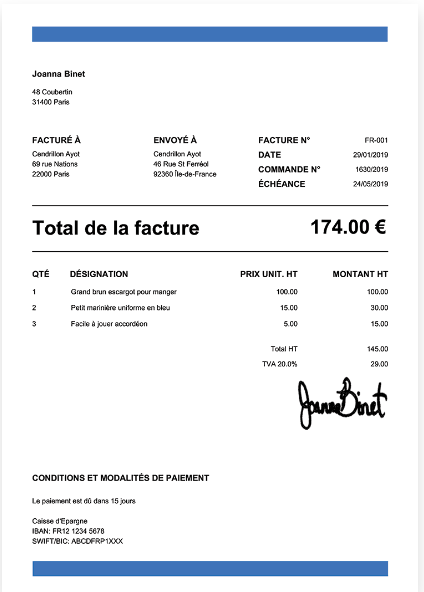 Joanna Binet
48 Coubertin
31400 Paris
FACTURÉ À ENVOYÉ À FACTURE N° FR-001
Cendrillon Ayot Cendrillon Ayot DATE 29/01/2019
69 rue Nations 46 Rue St Ferréol COMMANDE N° 1630/2019
22000 Paris 92360 Île-de-France ÉCHÉANCE 24/05/2019
Total de la facture 174.00 €
QTÉ DÉSIGNATION PRIX UNIT. HT MONTANT HT
1 Grand brun escargot pour manger 100.00 100.00
2 Petit marinière uniforme en bleu 15.00 30.00
3 Facile à jouer accordéon 5.00 15.00
Total HT 145.00
TVA 20.0% 29.00
Joanna Binet
CONDITIONS ET MODALITÉS DE PAIEMENT
Le paiement est dû dans 15 jours
Caisse d'Epargne
IBAN: FR12 1234 5678
SWIFT/BIC: ABCDFRP1XXX